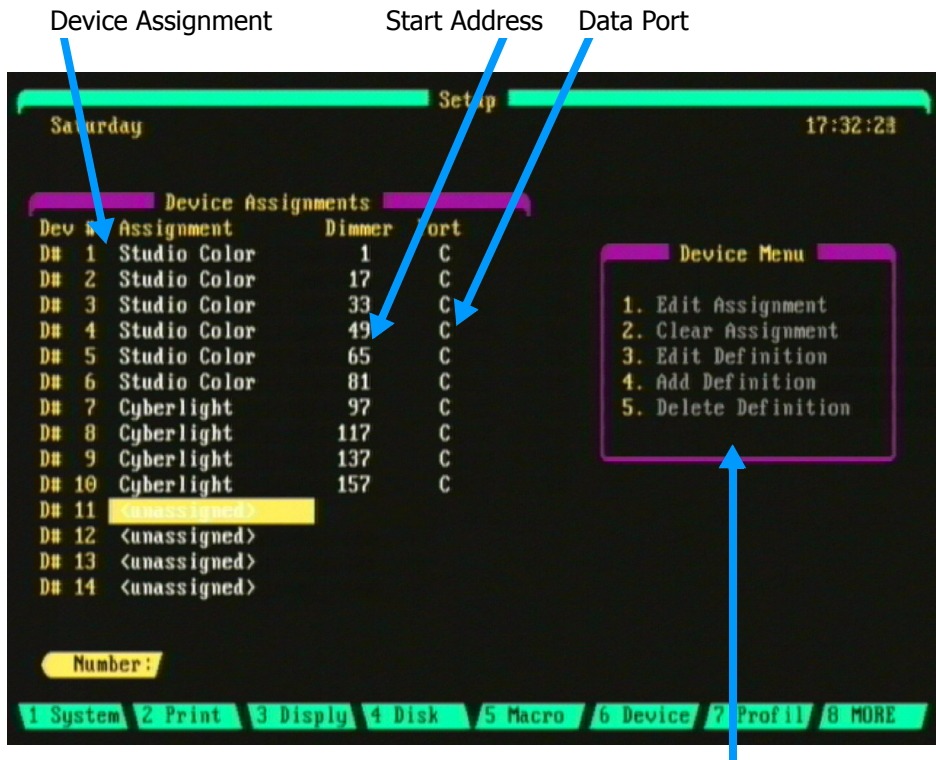 Device Assignment Start Address Data Port
Setup
Saturday 17:32:28
Device Assignments
Dev # Assignment Dimmer Port
D# 1 Studio Color 1 C
D# 2 Studio Color 17 C
D# 3 Studio Color 33 C
D# 4 Studio Color 49 C
D# 5 Studio Color 65 C
D# 6 Studio Color 81 C
D# 7 Cyberlight 97 C
D# 8 Cyberlight 117 C
D# 9 Cyberlight 137 C
D# 10 Cyberlight 157 C
D# 11 <unassigned>
D# 12 <unassigned>
D# 13 <unassigned>
D# 14 <unassigned>
Device Menu
1. Edit Assignment
2. Clear Assignment
3. Edit Definition
4. Add Definition
5. Delete Definition
Number:
1 System 2 Print 3 Disply 4 Disk 5 Macro 6 Device 7 Profil 8 MORE